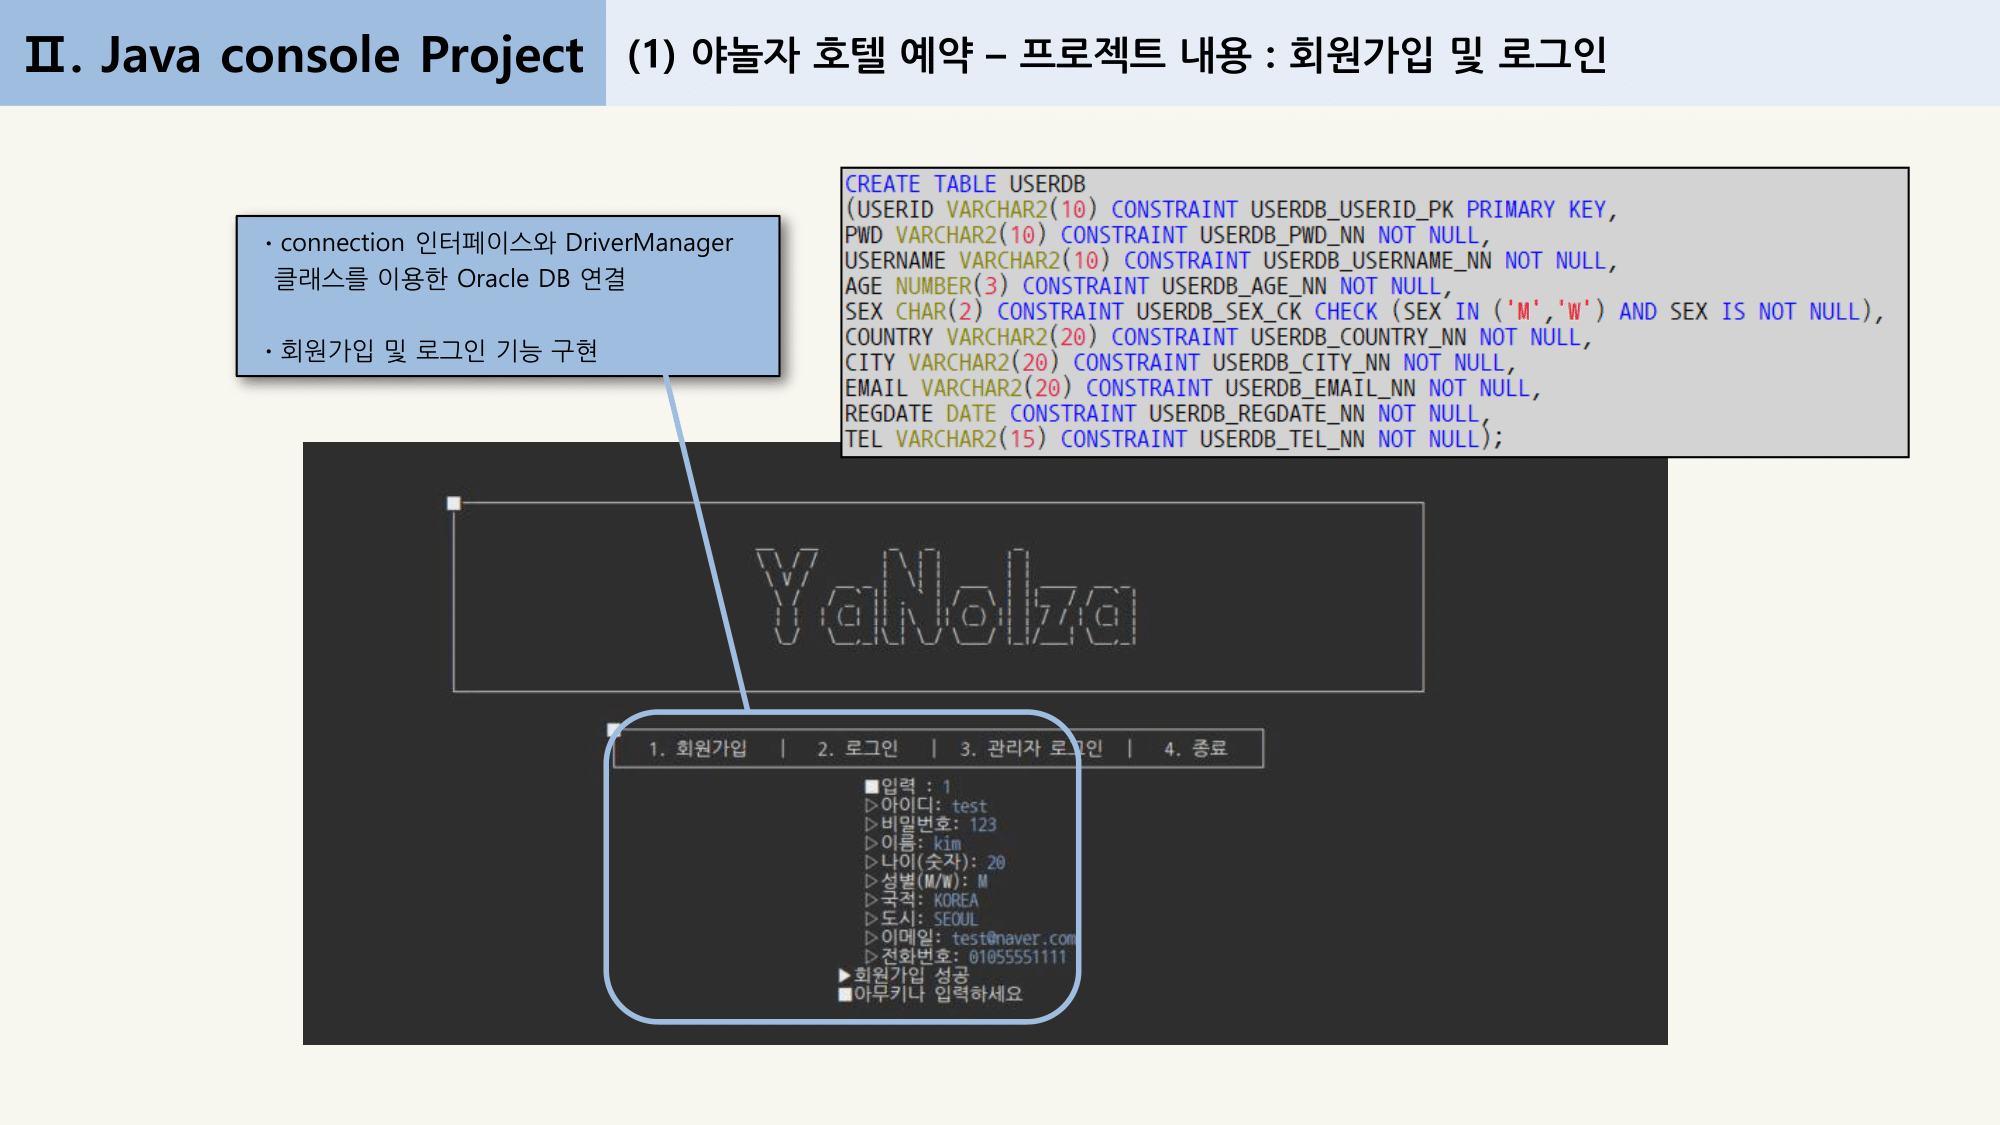 Ⅱ. Java console Project
(1) 야놀자 호텔 예약 – 프로젝트 내용 : 회원가입 및 로그인
· connection 인터페이스와 DriverManager
클래스를 이용한 Oracle DB 연결
· 회원가입 및 로그인 기능 구현
CREATE TABLE USERDB
(USERID VARCHAR2(10) CONSTRAINT USERDB_USERID_PK PRIMARY KEY,
PWD VARCHAR2(10) CONSTRAINT USERDB_PWD_NN NOT NULL,
USERNAME VARCHAR2(10) CONSTRAINT USERDB_USERNAME_NN NOT NULL,
AGE NUMBER(3) CONSTRAINT USERDB_AGE_NN NOT NULL,
SEX CHAR(2) CONSTRAINT USERDB_SEX_CK CHECK (SEX IN ('M','W') AND SEX IS NOT NULL),
COUNTRY VARCHAR2(20) CONSTRAINT USERDB_COUNTRY_NN NOT NULL,
CITY VARCHAR2(20) CONSTRAINT USERDB_CITY_NN NOT NULL,
EMAIL VARCHAR2(20) CONSTRAINT USERDB_EMAIL_NN NOT NULL,
REGDATE DATE CONSTRAINT USERDB_REGDATE_NN NOT NULL,
TEL VARCHAR2(15) CONSTRAINT USERDB_TEL_NN NOT NULL);
YaNolza
1. 회원가입 | 2. 로그인 | 3. 관리자 로그인 | 4. 종료
■입력 : 1
▷아이디: test
▷비밀번호: 123
▷이름: kim
▷나이(숫자): 20
▷성별(M/W): M
▷국적: KOREA
▷도시: SEOUL
▷이메일: test@naver.com
▷전화번호: 01055551111
▶회원가입 성공
■아무키나 입력하세요